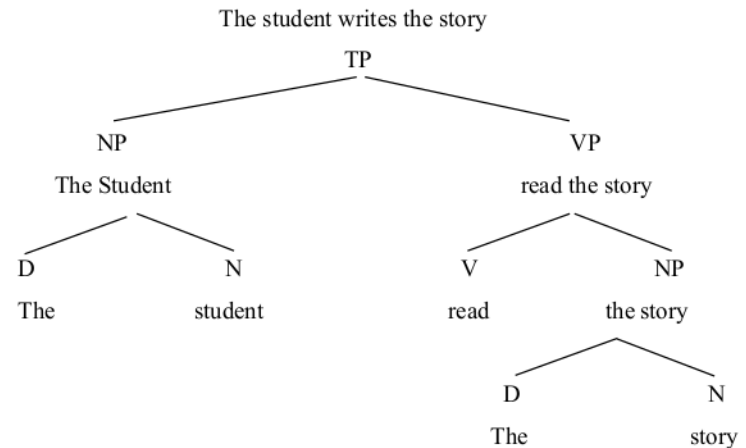 The student writes the story
TP
NP VP
The Student read the story
D N V NP
The student read the story
D N
The story